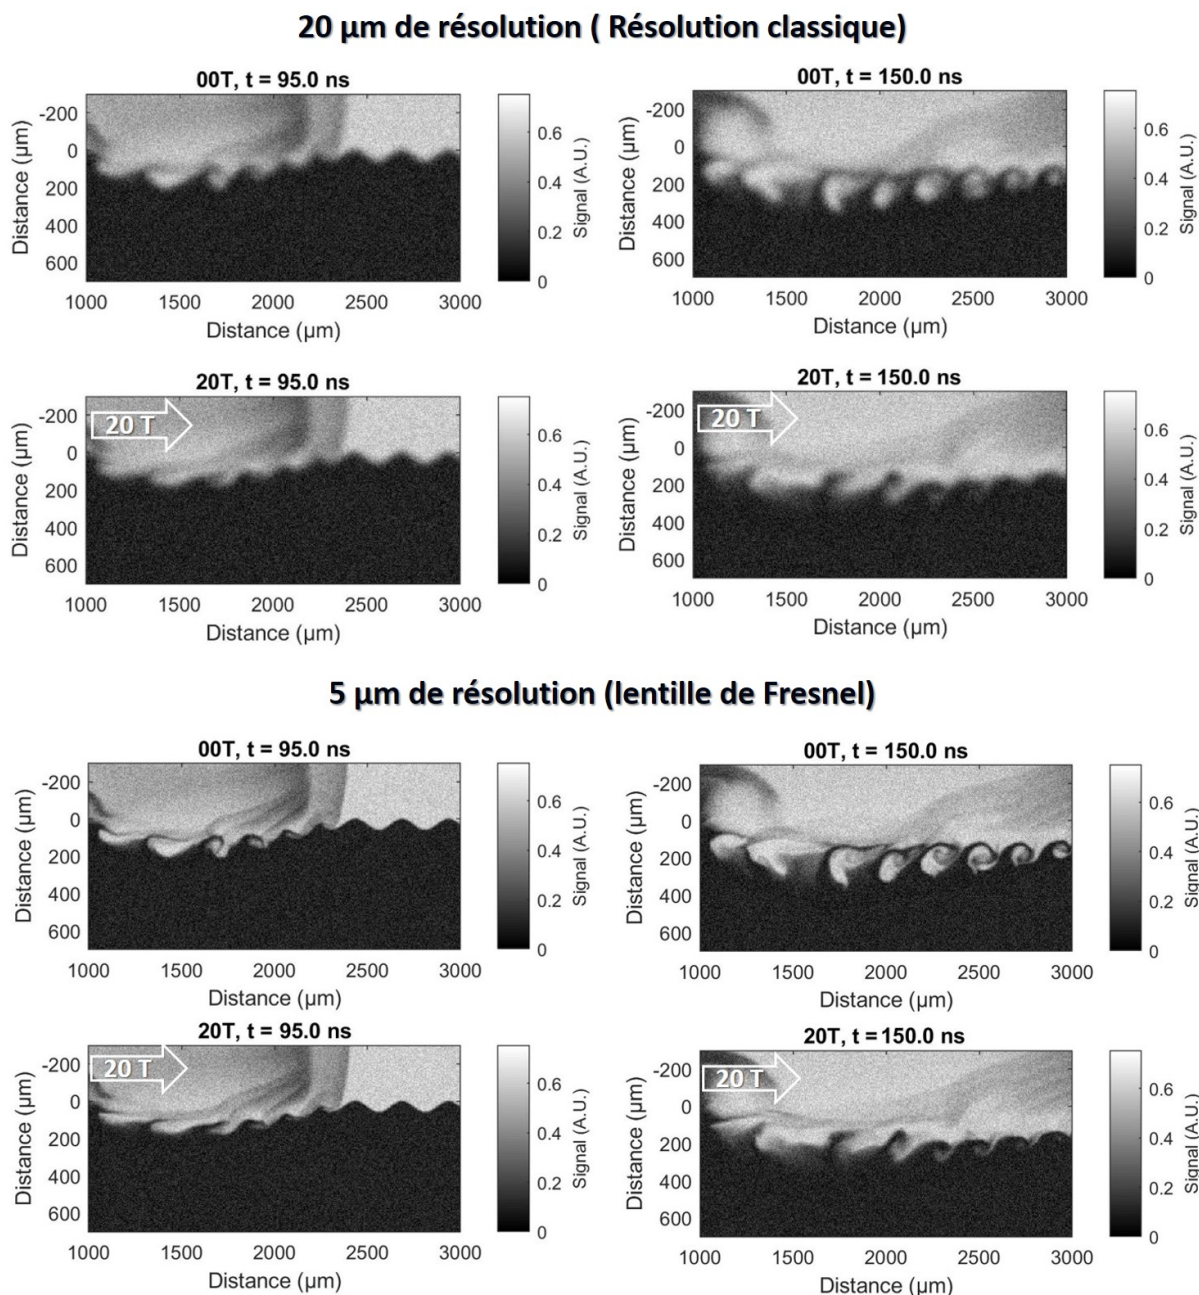 20 µm de résolution ( Résolution classique)
00T, t = 95.0 ns
-200
0
200
400
600
Distance (µm)
1000 1500 2000 2500 3000
Distance (µm)
0.6
0.4
0.2
0
Signal (A.U.)
00T, t = 150.0 ns
-200
0
200
400
600
Distance (µm)
1000 1500 2000 2500 3000
Distance (µm)
0.6
0.4
0.2
0
Signal (A.U.)
20T, t = 95.0 ns
20 T
-200
0
200
400
600
Distance (µm)
1000 1500 2000 2500 3000
Distance (µm)
0.6
0.4
0.2
0
Signal (A.U.)
20T, t = 150.0 ns
20 T
-200
0
200
400
600
Distance (µm)
1000 1500 2000 2500 3000
Distance (µm)
0.6
0.4
0.2
0
Signal (A.U.)
5 µm de résolution (lentille de Fresnel)
00T, t = 95.0 ns
-200
0
200
400
600
Distance (µm)
1000 1500 2000 2500 3000
Distance (µm)
0.6
0.4
0.2
0
Signal (A.U.)
00T, t = 150.0 ns
-200
0
200
400
600
Distance (µm)
1000 1500 2000 2500 3000
Distance (µm)
0.6
0.4
0.2
0
Signal (A.U.)
20T, t = 95.0 ns
20 T
-200
0
200
400
600
Distance (µm)
1000 1500 2000 2500 3000
Distance (µm)
0.6
0.4
0.2
0
Signal (A.U.)
20T, t = 150.0 ns
20 T
-200
0
200
400
600
Distance (µm)
1000 1500 2000 2500 3000
Distance (µm)
0.6
0.4
0.2
0
Signal (A.U.)